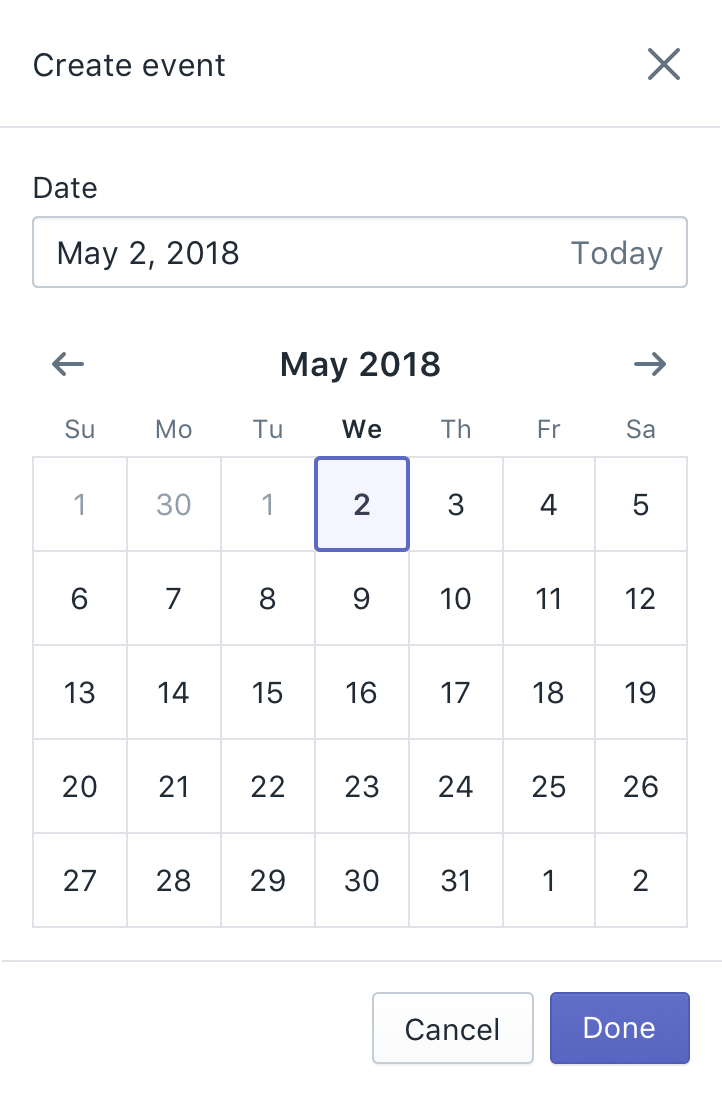 Create event
Date
May 2, 2018 Today
May 2018
Su Mo Tu We Th Fr Sa
1 30 1 2 3 4 5
6 7 8 9 10 11 12
13 14 15 16 17 18 19
20 21 22 23 24 25 26
27 28 29 30 31 1 2
Cancel Done